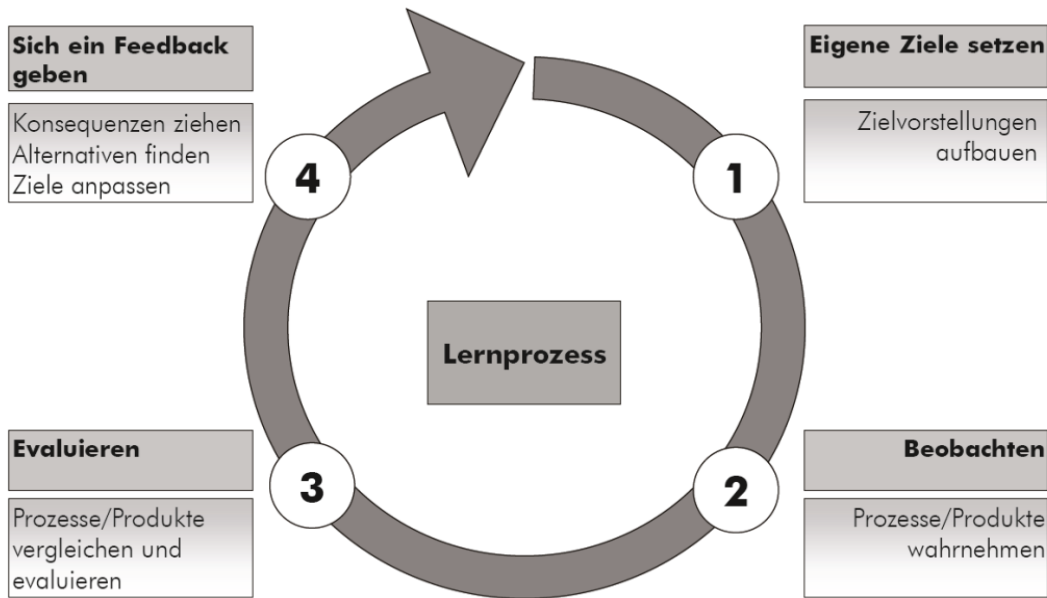 Sich ein Feedback
geben
Konsequenzen ziehen
Alternativen finden
Ziele anpassen
4
Eigene Ziele setzen
Zielvorstellungen
aufbauen
1
Lernprozess
Evaluieren
Prozesse/Produkte
vergleichen und
evaluieren
3
Beobachten
Prozesse/Produkte
wahrnehmen
2